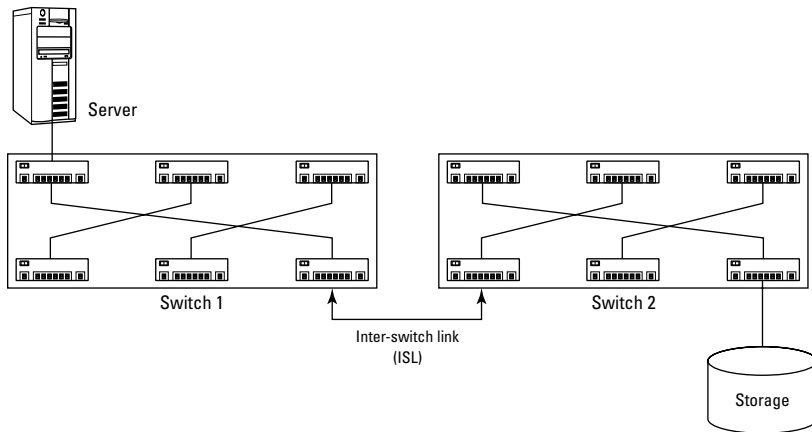 Server
Switch 1
Switch 2
Inter-switch link
(ISL)
Storage